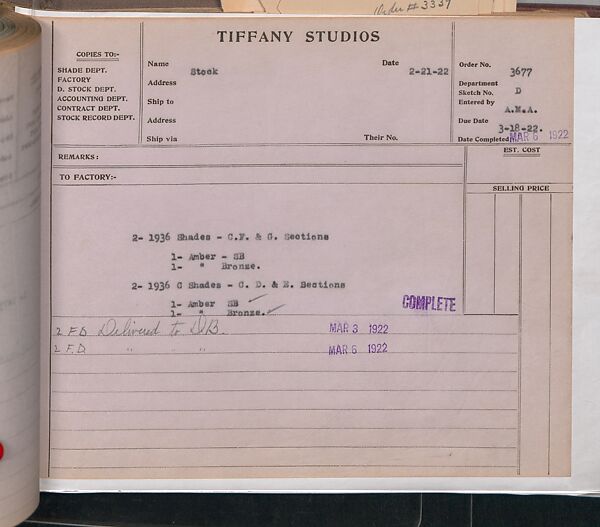 Order # 3337
TIFFANY STUDIOS
COPIES TO:-
SHADE DEPT.
FACTORY
D. STOCK DEPT.
ACCOUNTING DEPT.
CONTRACT DEPT.
STOCK RECORD DEPT.
Name Stock Date 2-21-22
Address
Ship to
Address
Ship via Their No.
Order No. 3677
Department
Sketch No. D
Entered by A.M.A.
Due Date 3-18-22.
Date Completed MAR 6 1922
REMARKS:
EST. COST
TO FACTORY:-
SELLING PRICE
2- 1936 Shades - C.F. & G. Sections
1- Amber - SB
1- " Bronze.
2- 1936 C Shades - C. D. & E. Sections
1- Amber SB
1- " Bronze.
COMPLETE
2 F.D. Delivered to D.B. MAR 3 1922
2 F.D. " " MAR 6 1922